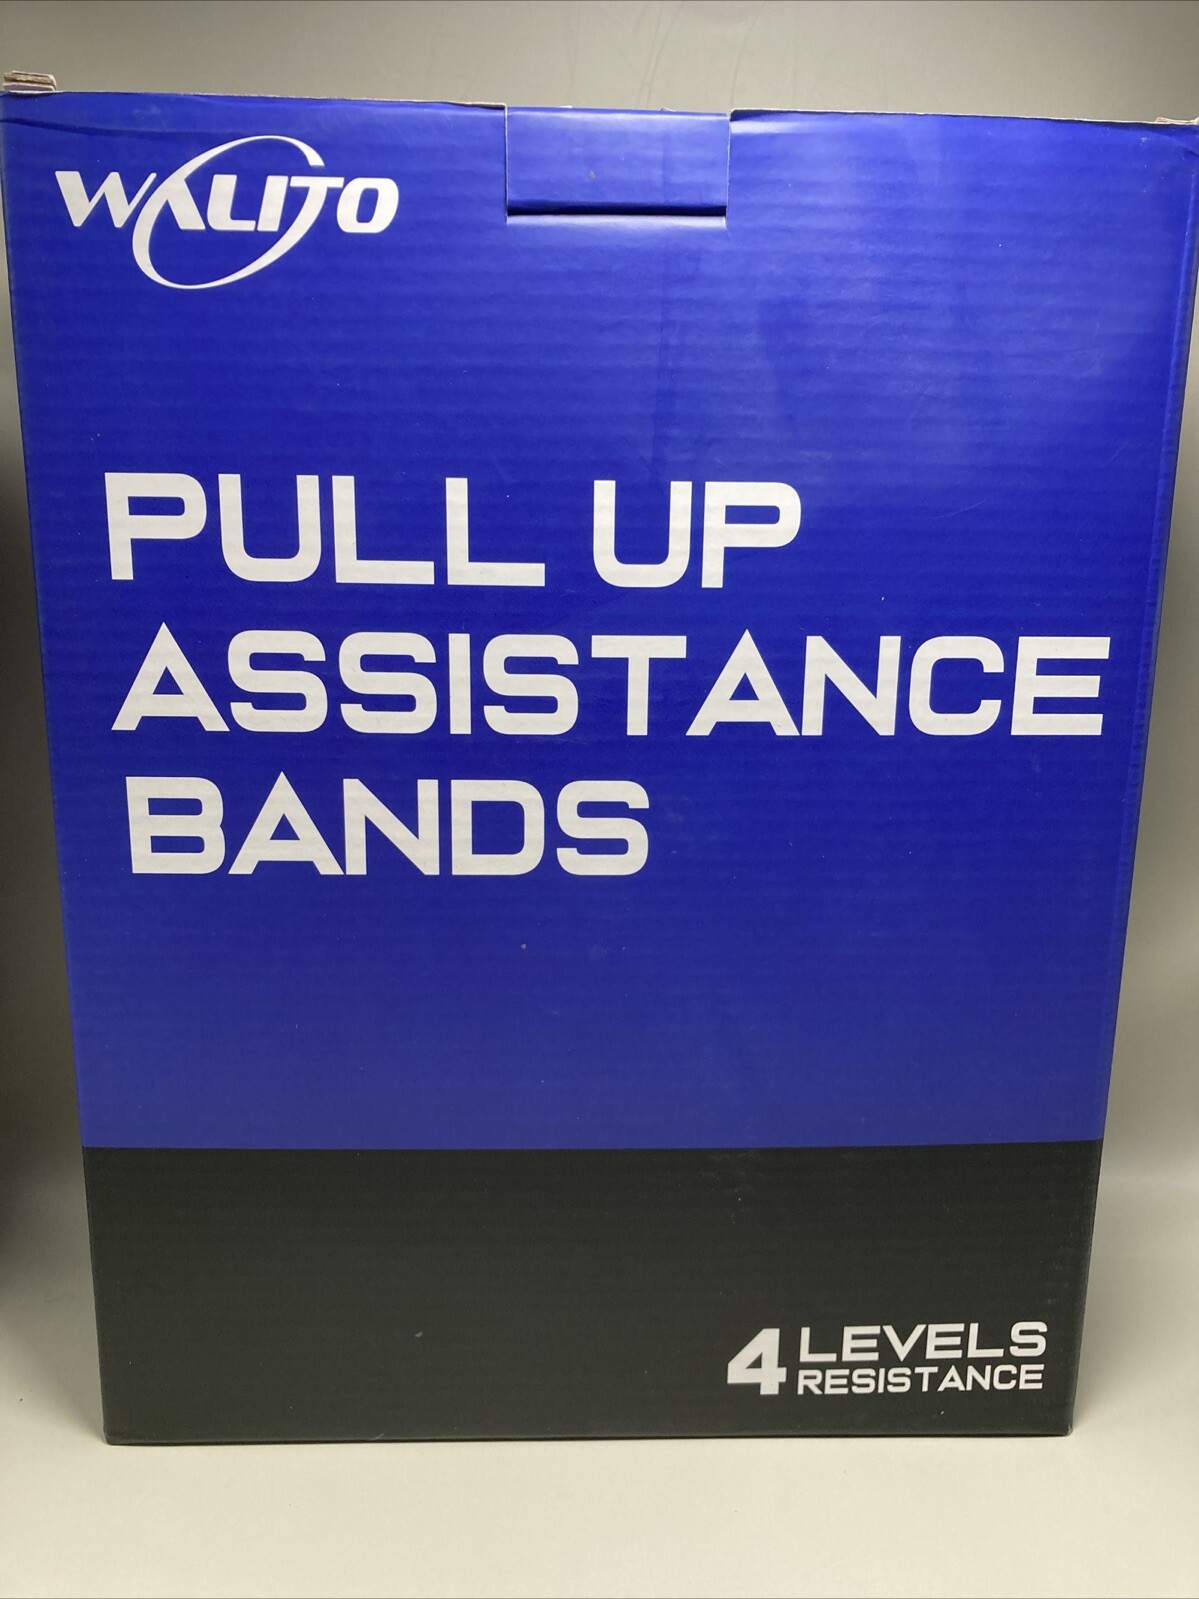 WALITO
PULL UP
ASSISTANCE
BANDS
4 LEVELS
RESISTANCE